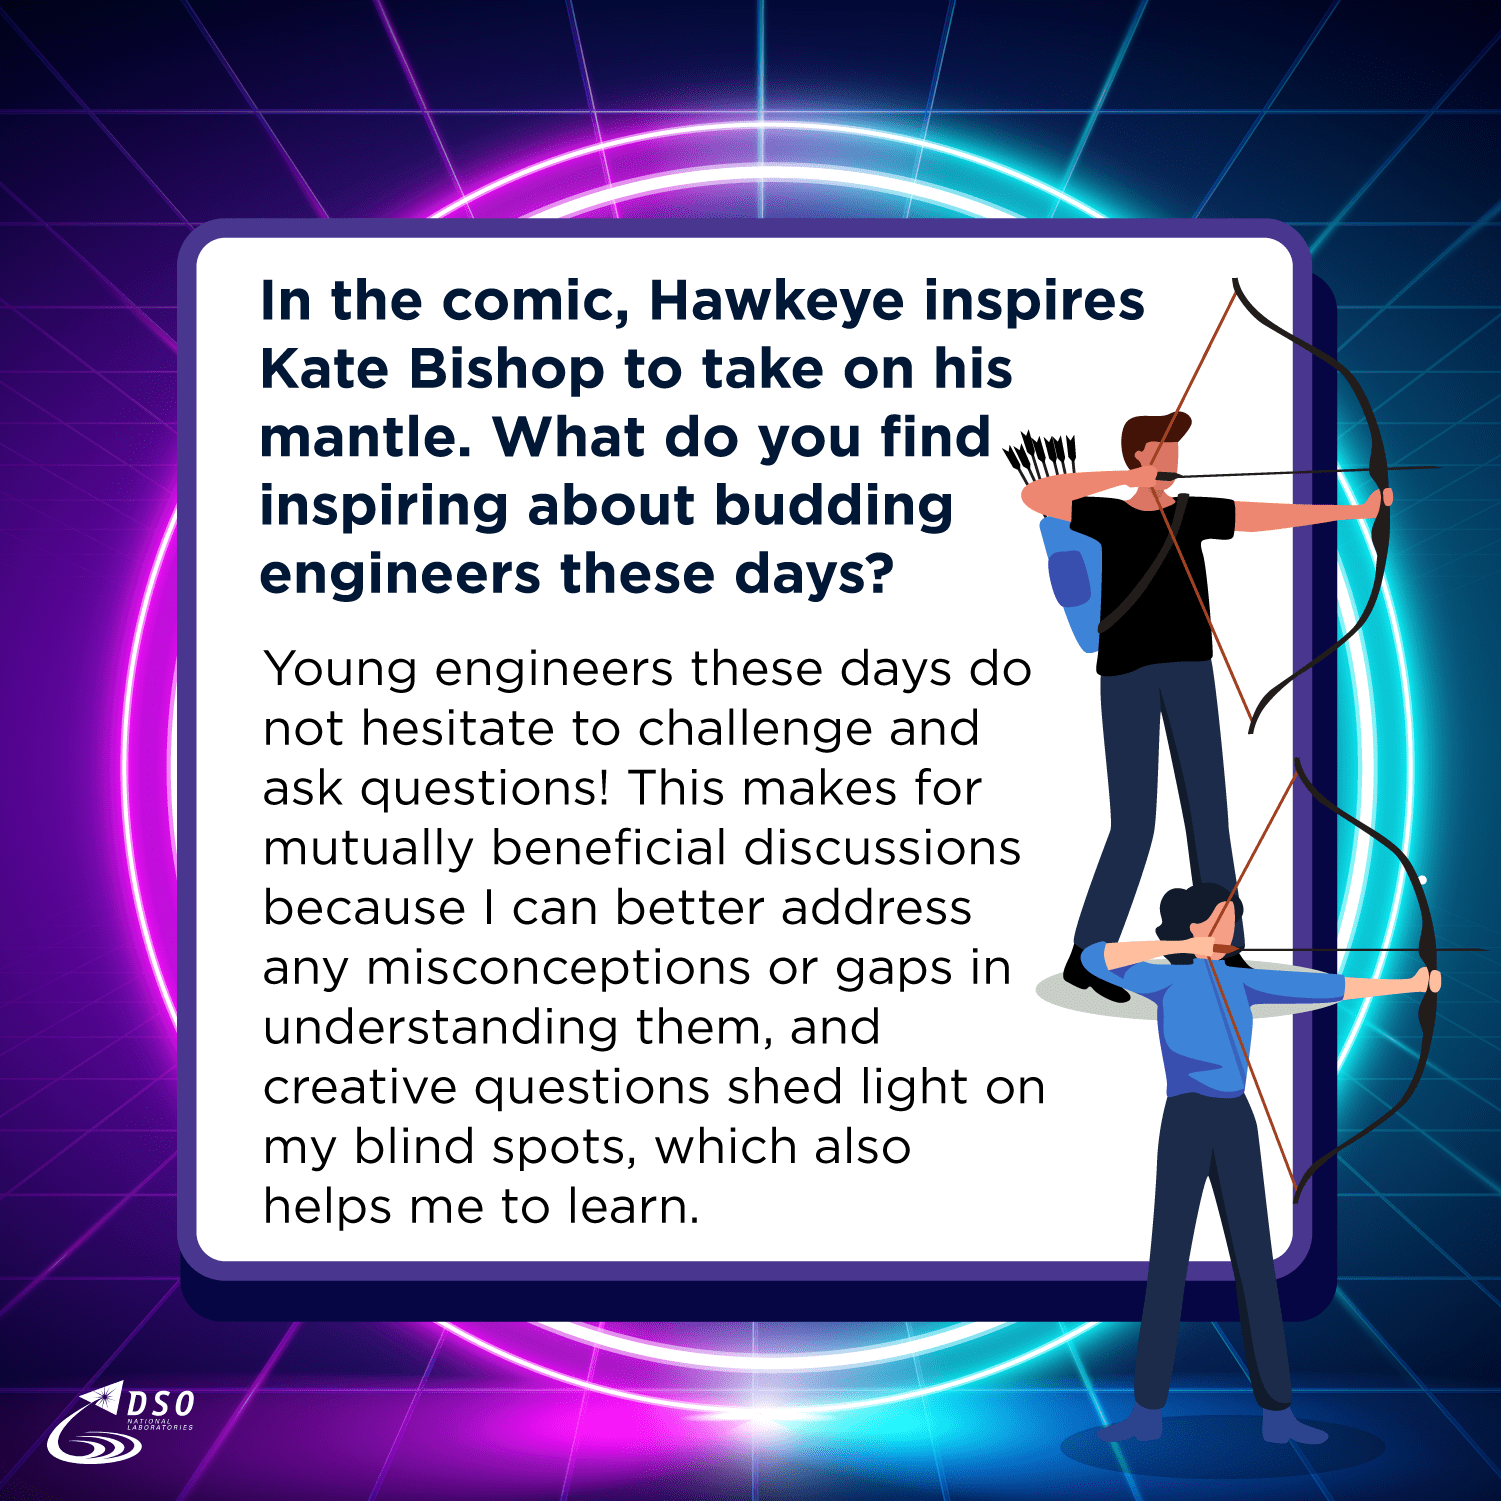 In the comic, Hawkeye inspires
Kate Bishop to take on his
mantle. What do you find
inspiring about budding
engineers these days?
Young engineers these days do
not hesitate to challenge and
ask questions! This makes for
mutually beneficial discussions
because I can better address
any misconceptions or gaps in
understanding them, and
creative questions shed light on
my blind spots, which also
helps me to learn.
DSO
NATIONAL
LABORATORIES